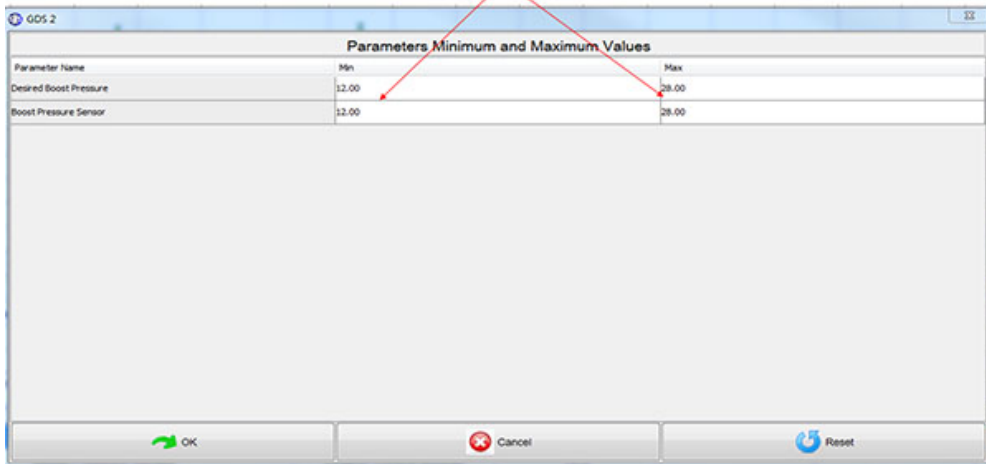 GDS 2
Parameters Minimum and Maximum Values
Parameter Name Min Max
Desired Boost Pressure 12.00 28.00
Boost Pressure Sensor 12.00 28.00
OK Cancel Reset